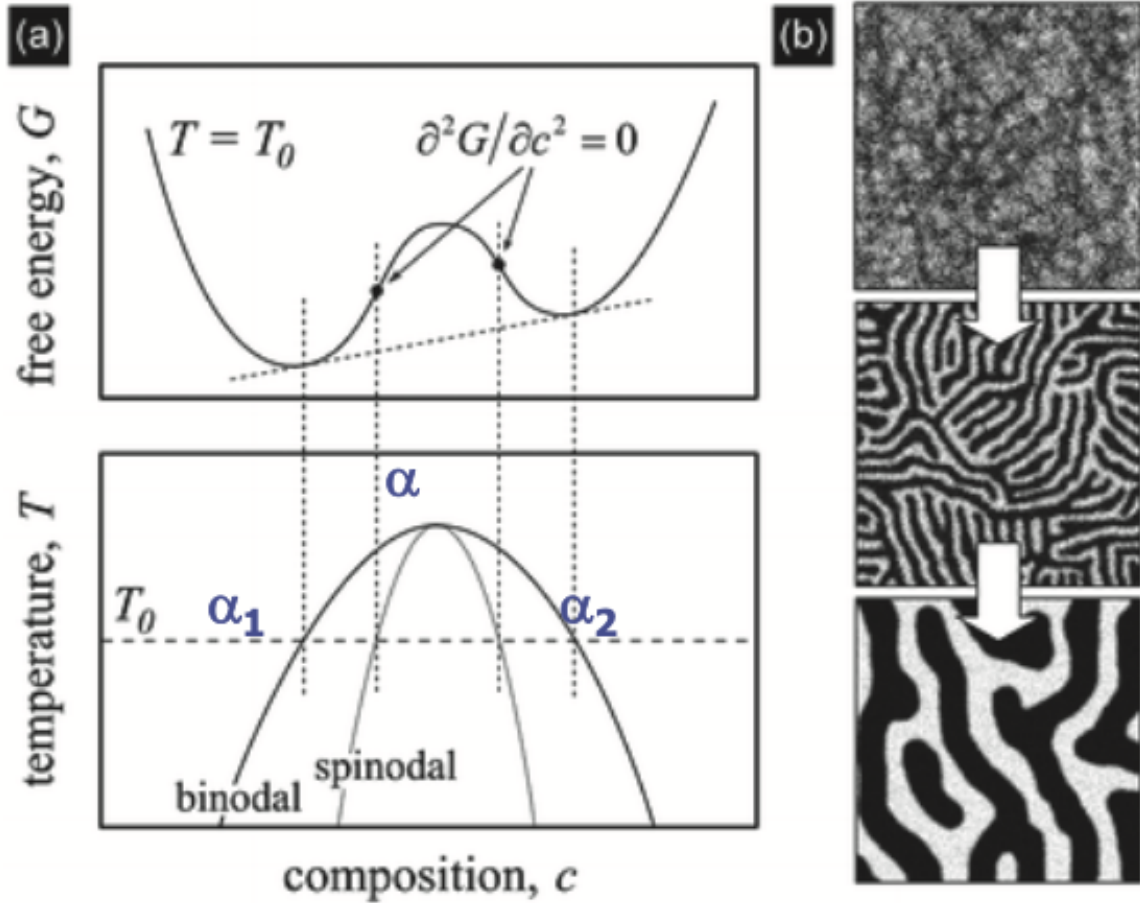 (a)
free energy, G
T = T₀
∂²G/∂c² = 0
temperature, T
α
T₀
α₁
α₂
spinodal
binodal
composition, c
(b)